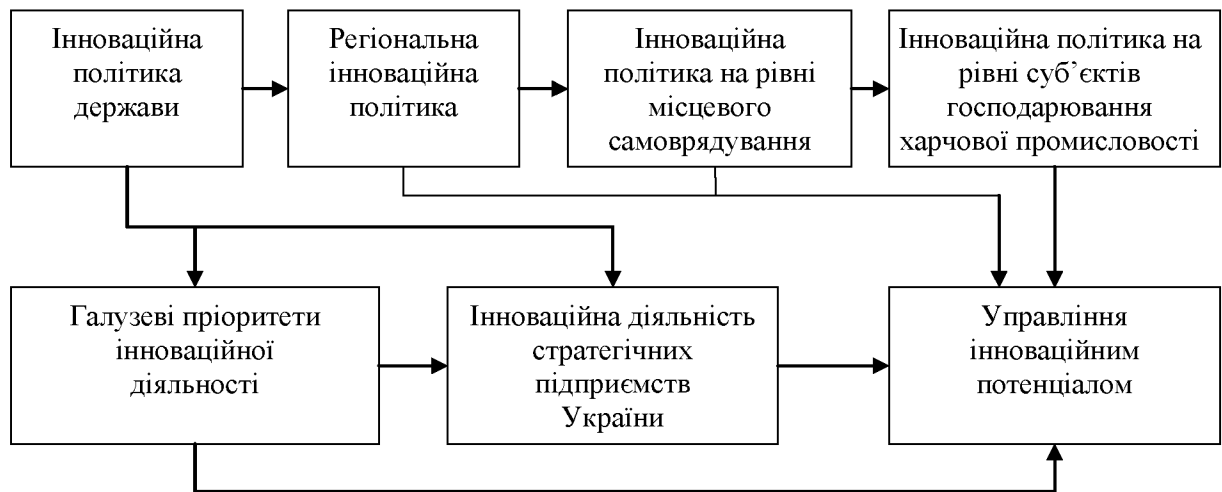 Інноваційна
політика
держави
Регіональна
інноваційна
політика
Інноваційна
політика на рівні
місцевого
самоврядування
Інноваційна політика на
рівні суб’єктів
господарювання
харчової промисловості
Галузеві пріоритети
інноваційної
діяльності
Інноваційна діяльність
стратегічних
підприємств
України
Управління
інноваційним
потенціалом